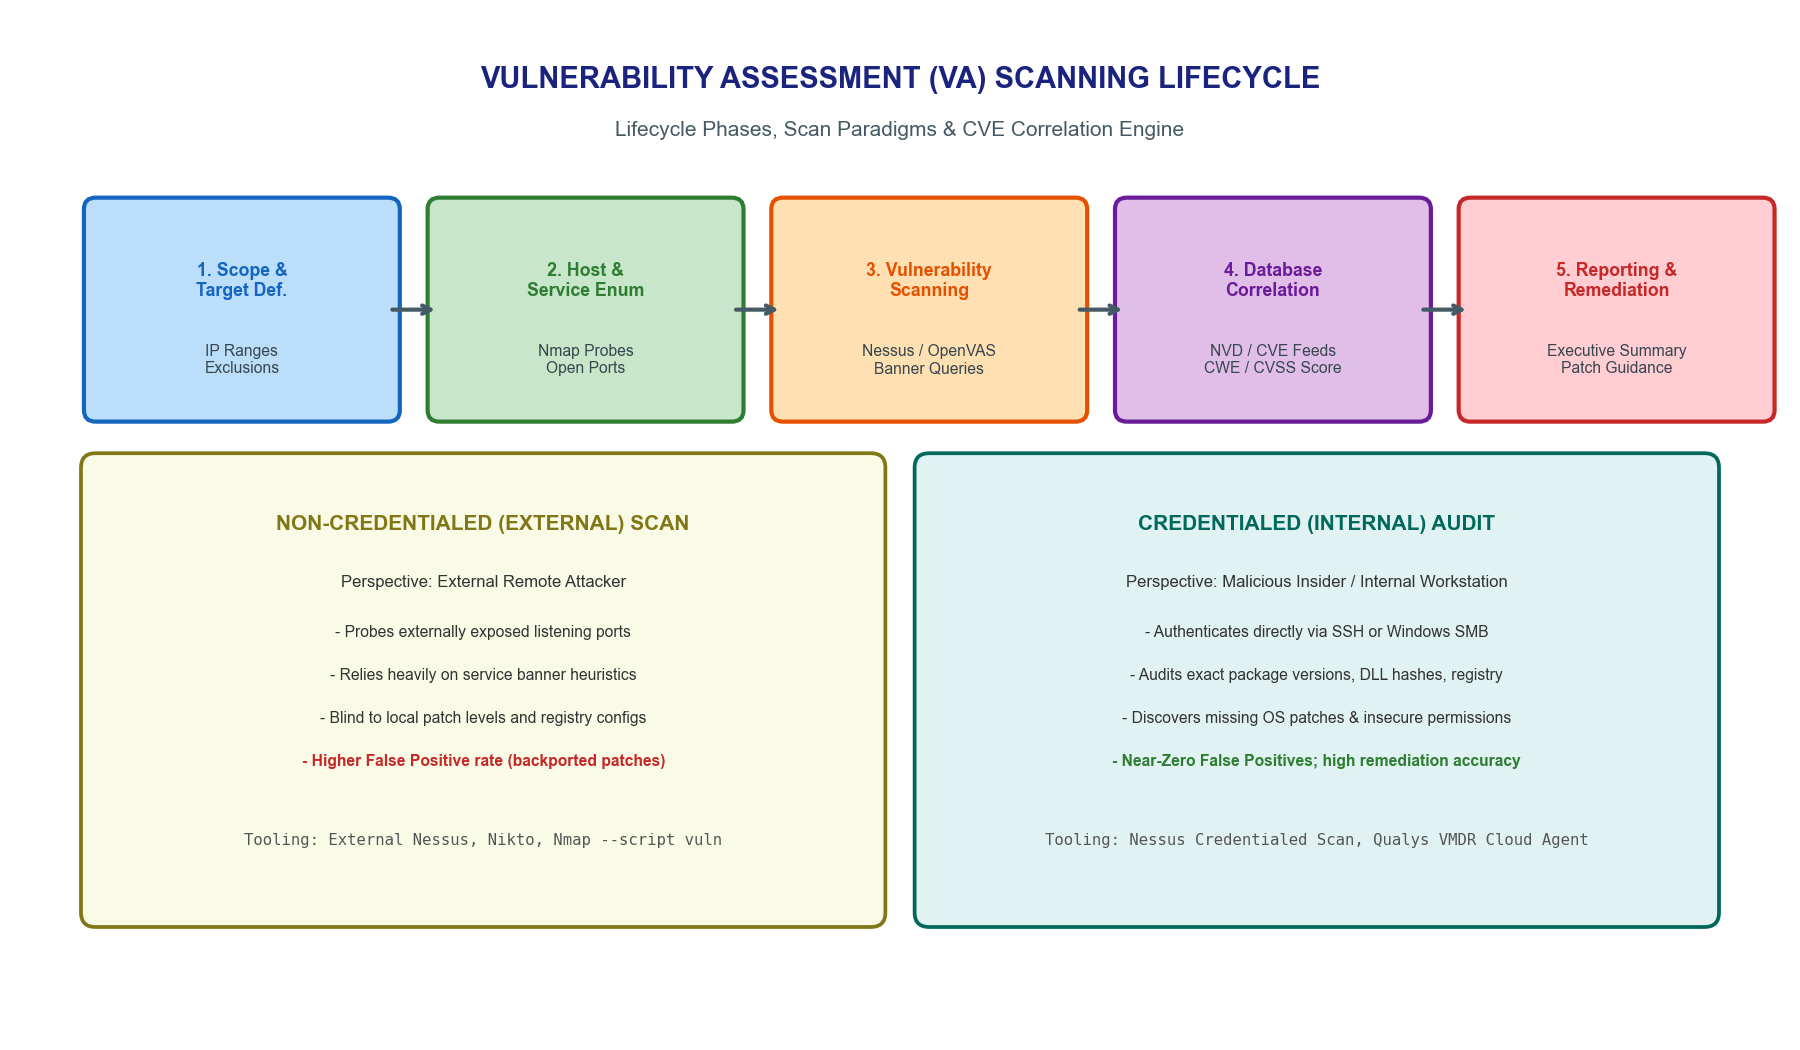 VULNERABILITY ASSESSMENT (VA) SCANNING LIFECYCLE
Lifecycle Phases, Scan Paradigms & CVE Correlation Engine
1. Scope &
Target Def.
IP Ranges
Exclusions
2. Host &
Service Enum
Nmap Probes
Open Ports
3. Vulnerability
Scanning
Nessus / OpenVAS
Banner Queries
4. Database
Correlation
NVD / CVE Feeds
CWE / CVSS Score
5. Reporting &
Remediation
Executive Summary
Patch Guidance
NON-CREDENTIALED (EXTERNAL) SCAN
Perspective: External Remote Attacker
- Probes externally exposed listening ports
- Relies heavily on service banner heuristics
- Blind to local patch levels and registry configs
- Higher False Positive rate (backported patches)
Tooling: External Nessus, Nikto, Nmap --script vuln
CREDENTIALED (INTERNAL) AUDIT
Perspective: Malicious Insider / Internal Workstation
- Authenticates directly via SSH or Windows SMB
- Audits exact package versions, DLL hashes, registry
- Discovers missing OS patches & insecure permissions
- Near-Zero False Positives; high remediation accuracy
Tooling: Nessus Credentialed Scan, Qualys VMDR Cloud Agent